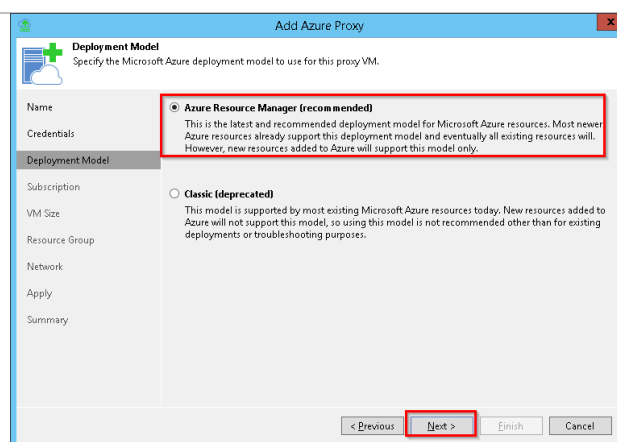 Add Azure Proxy
x
Deployment Model
Specify the Microsoft Azure deployment model to use for this proxy VM.
Name
Credentials
Deployment Model
Subscription
VM Size
Resource Group
Network
Apply
Summary
Azure Resource Manager (recommended)
This is the latest and recommended deployment model for Microsoft Azure resources. Most newer
Azure resources already support this deployment model and eventually all existing resources will.
However, new resources added to Azure will support this model only.
Classic (deprecated)
This model is supported by most existing Microsoft Azure resources today. New resources added to
Azure will not support this model, so using this model is not recommended other than for existing
deployments or troubleshooting purposes.
< Previous
Next >
Finish
Cancel